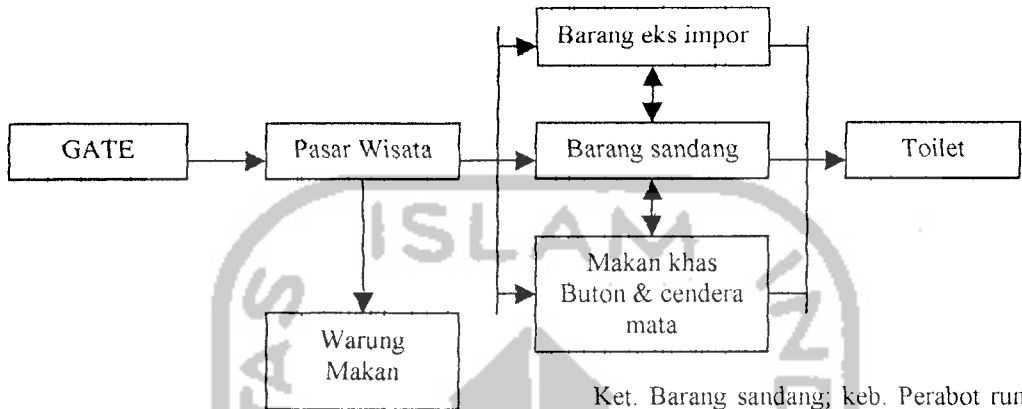 Barang eks impor
GATE
Pasar Wisata
Barang sandang
Toilet
Makan khas
Buton & cendera
mata
Warung
Makan
Ket. Barang sandang; keb. Perabot
ISLAM